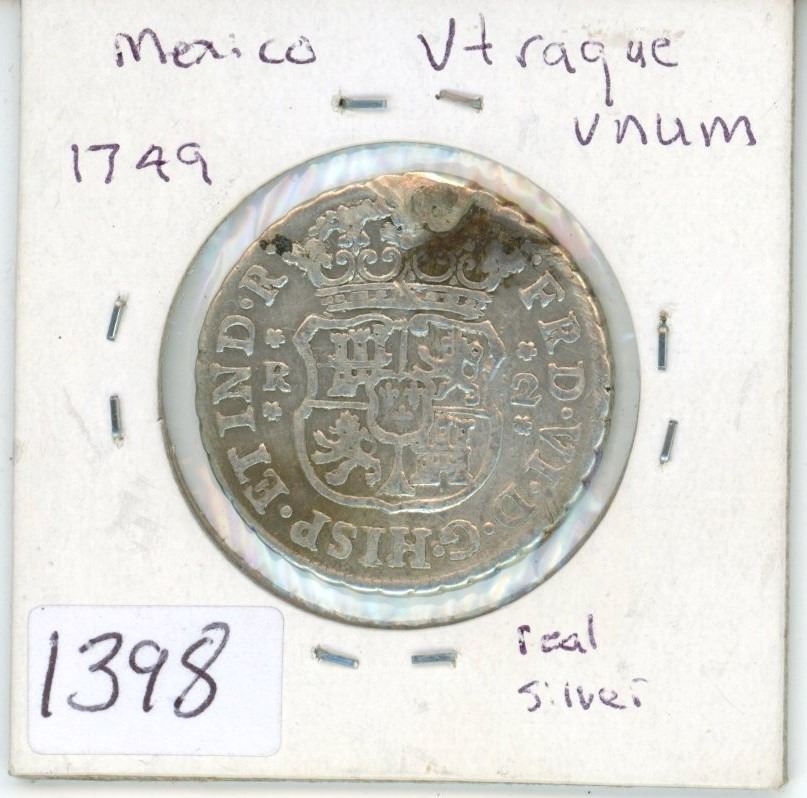 Mexico Vtraque
Vnum
1749
FRD·VI·D·G·HISP·ET IND·R
R
2
1398
real
silver